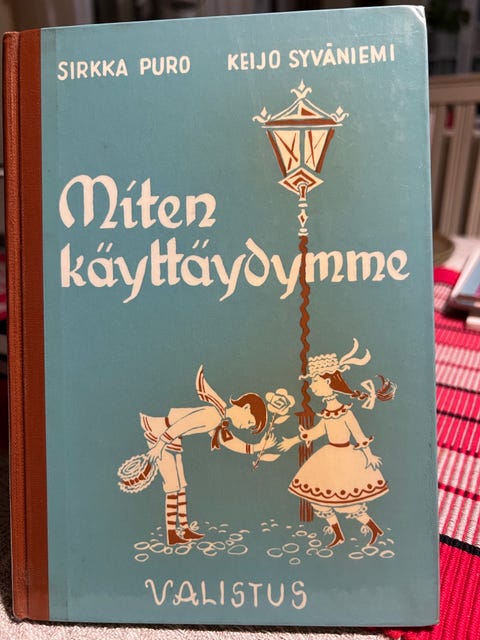 SIRKKA PURO KEIJO SYVÄNIEMI
Miten
käyttäydymme
VALISTUS